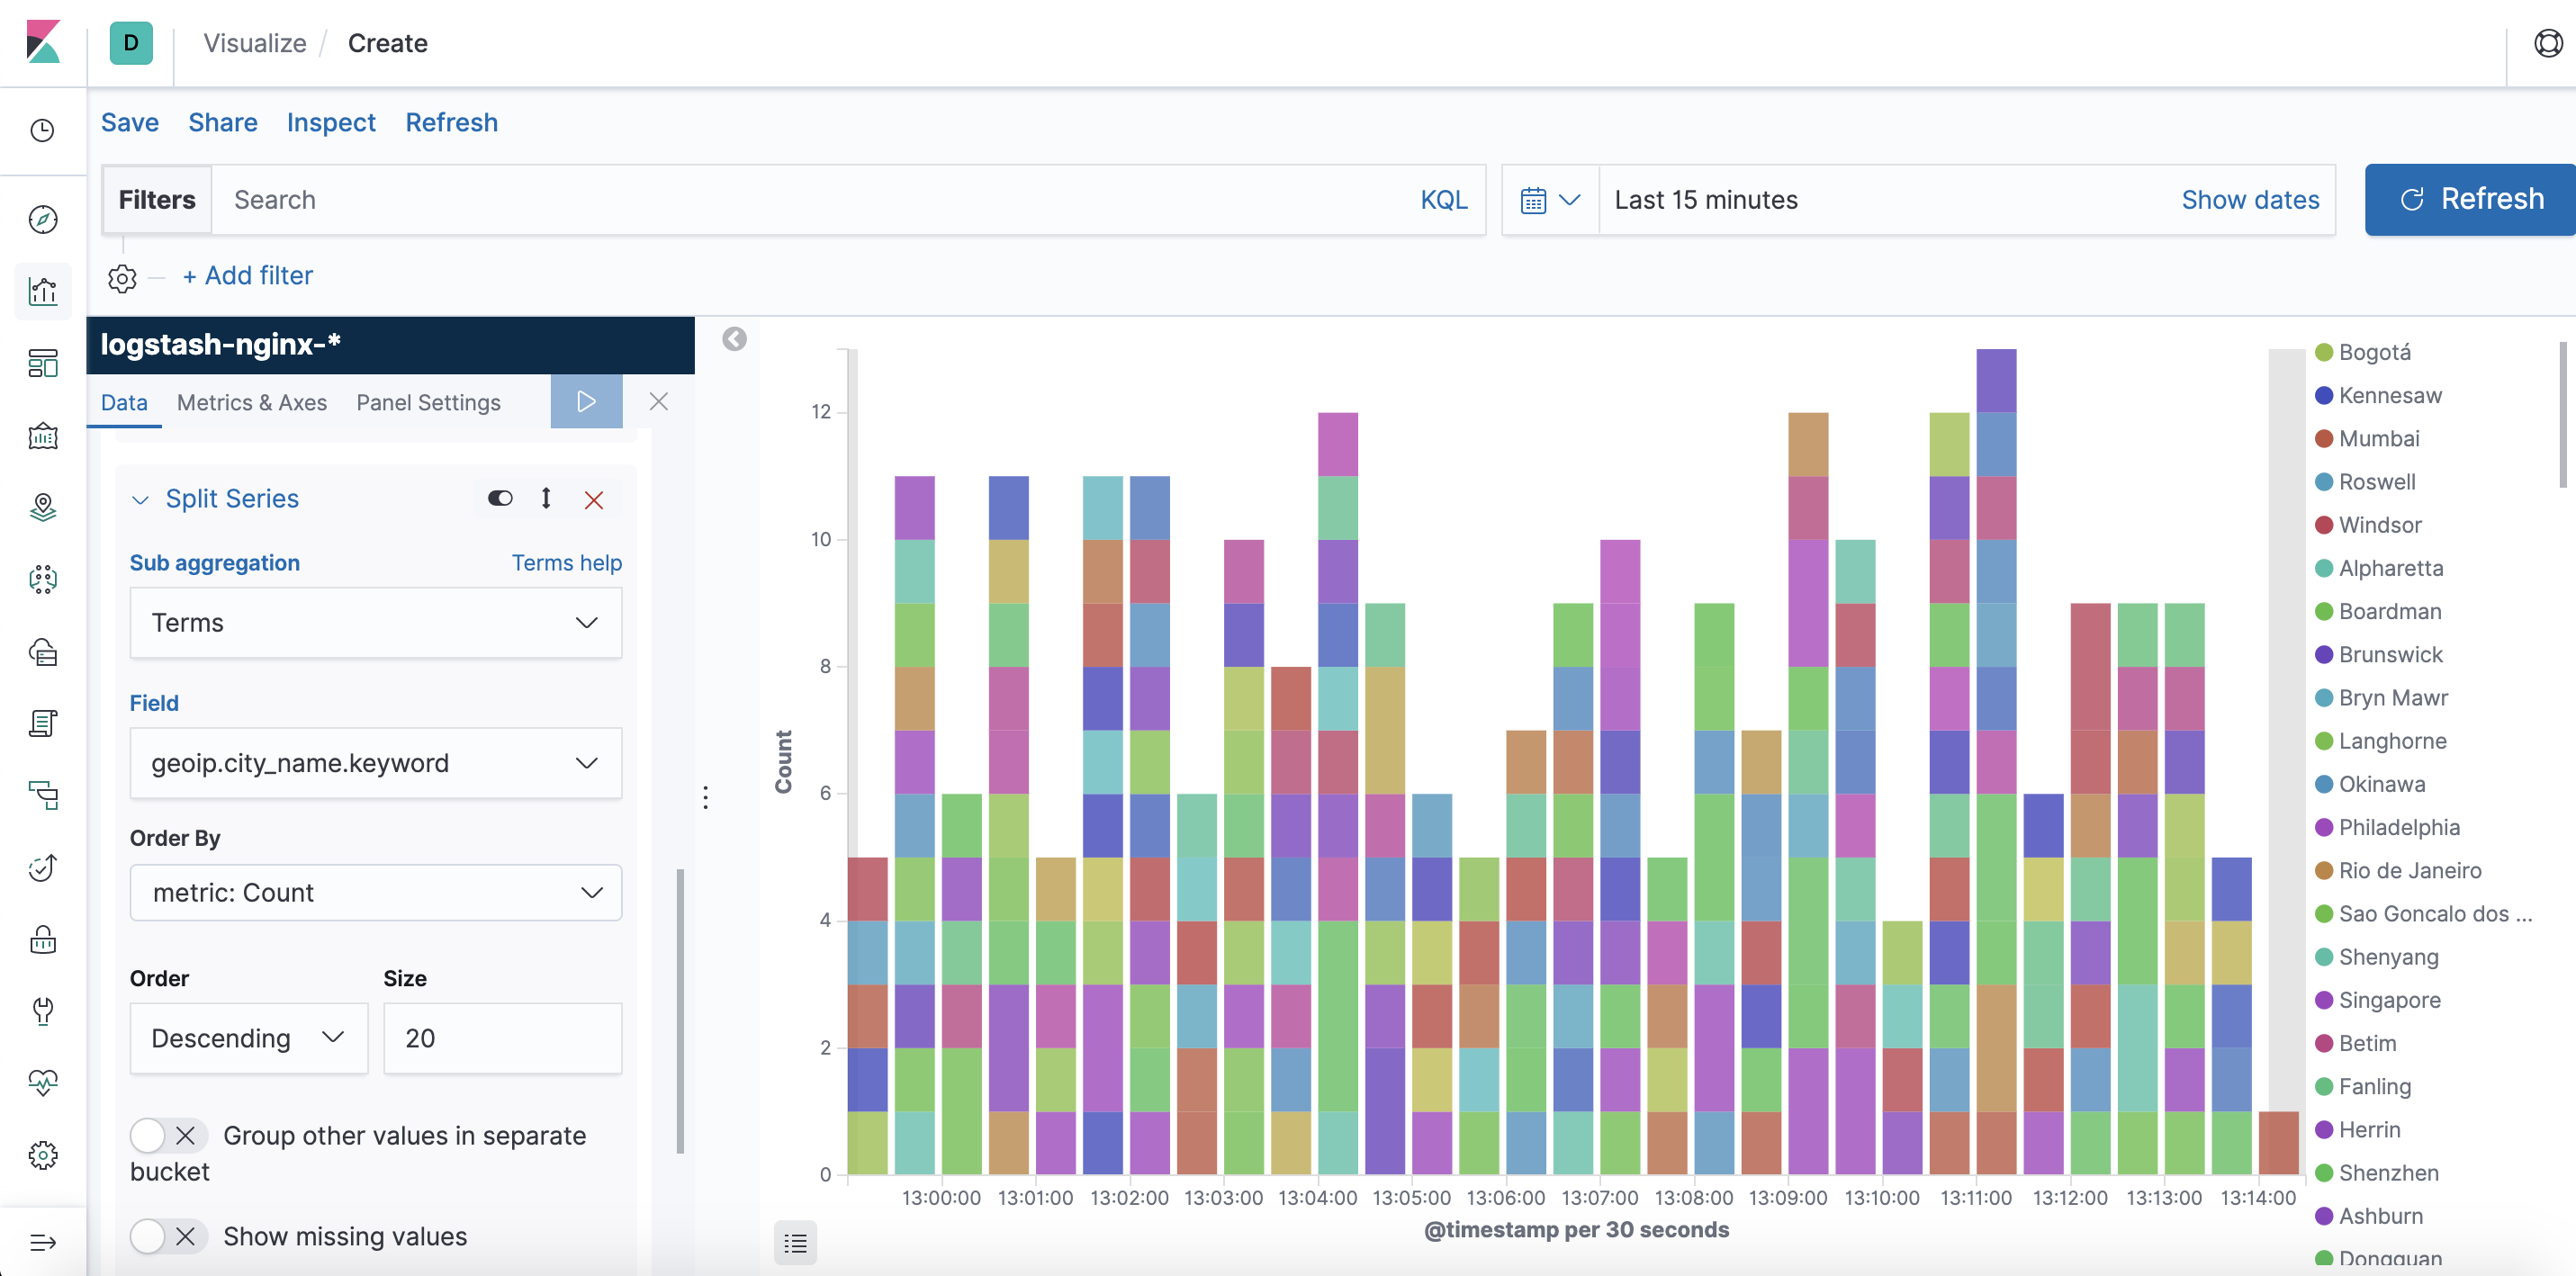 D
Visualize / Create
Save Share Inspect Refresh
Filters Search KQL Last 15 minutes Show dates Refresh
+ Add filter
logstash-nginx-*
Data Metrics & Axes Panel Settings
Split Series
Sub aggregation Terms help
Terms
Field
geoip.city_name.keyword
Order By
metric: Count
Order Size
Descending 20
Group other values in separate
bucket
Show missing values
Count
12
10
8
6
4
2
0
13:00:00 13:01:00 13:02:00 13:03:00 13:04:00 13:05:00 13:06:00 13:07:00 13:08:00 13:09:00 13:10:00 13:11:00 13:12:00 13:13:00 13:14:00
@timestamp per 30 seconds
Bogotá
Kennesaw
Mumbai
Roswell
Windsor
Alpharetta
Boardman
Brunswick
Bryn Mawr
Langhorne
Okinawa
Philadelphia
Rio de Janeiro
Sao Goncalo dos ...
Shenyang
Singapore
Betim
Fanling
Herrin
Shenzhen
Ashburn
Dongguan